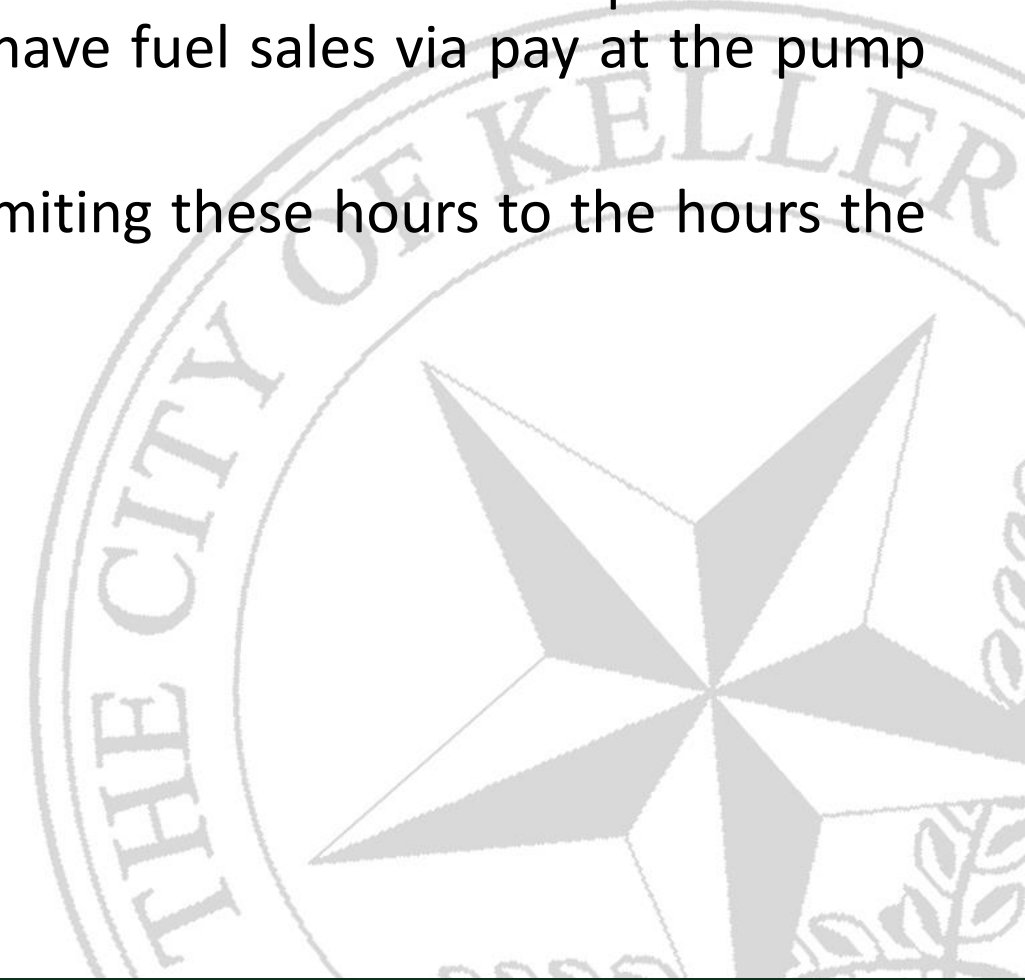 have fuel sales via pay at the pump
miting these hours to the hours the
THE CITY OF KELLER